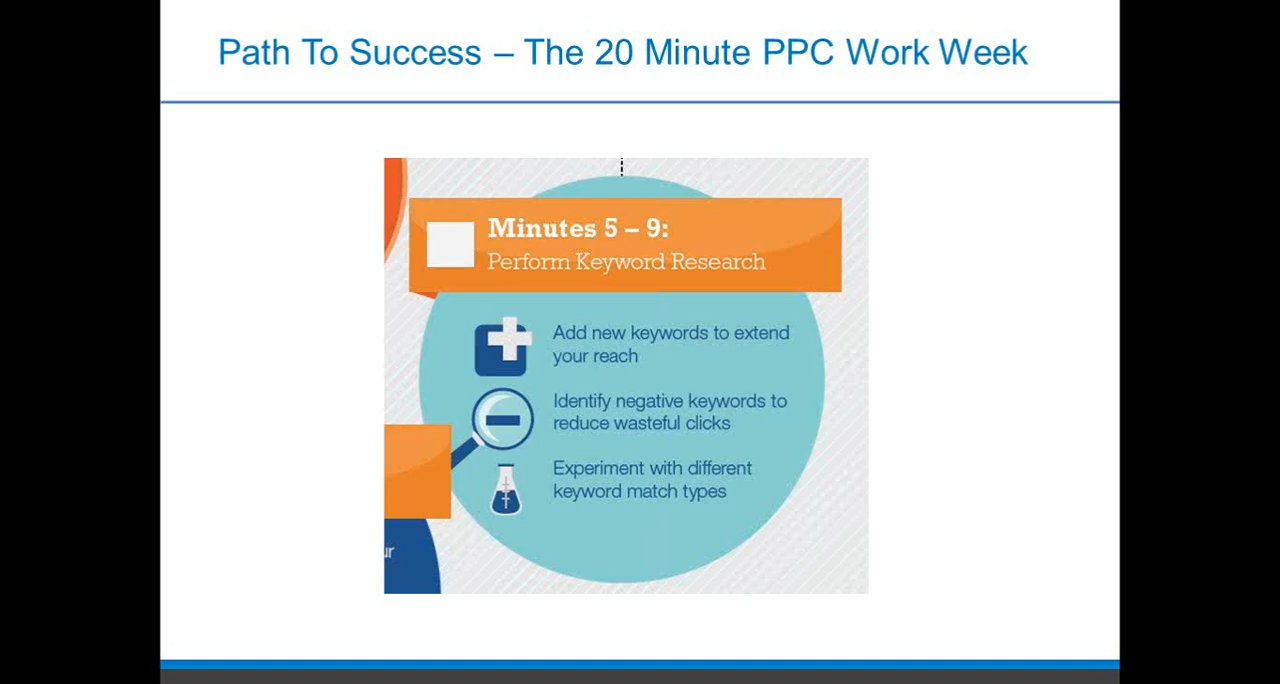 Path To Success – The 20 Minute PPC Work Week
Minutes 5 – 9:
Perform Keyword Research
Add new keywords to extend
your reach
Identify negative keywords to
reduce wasteful clicks
Experiment with different
keyword match types